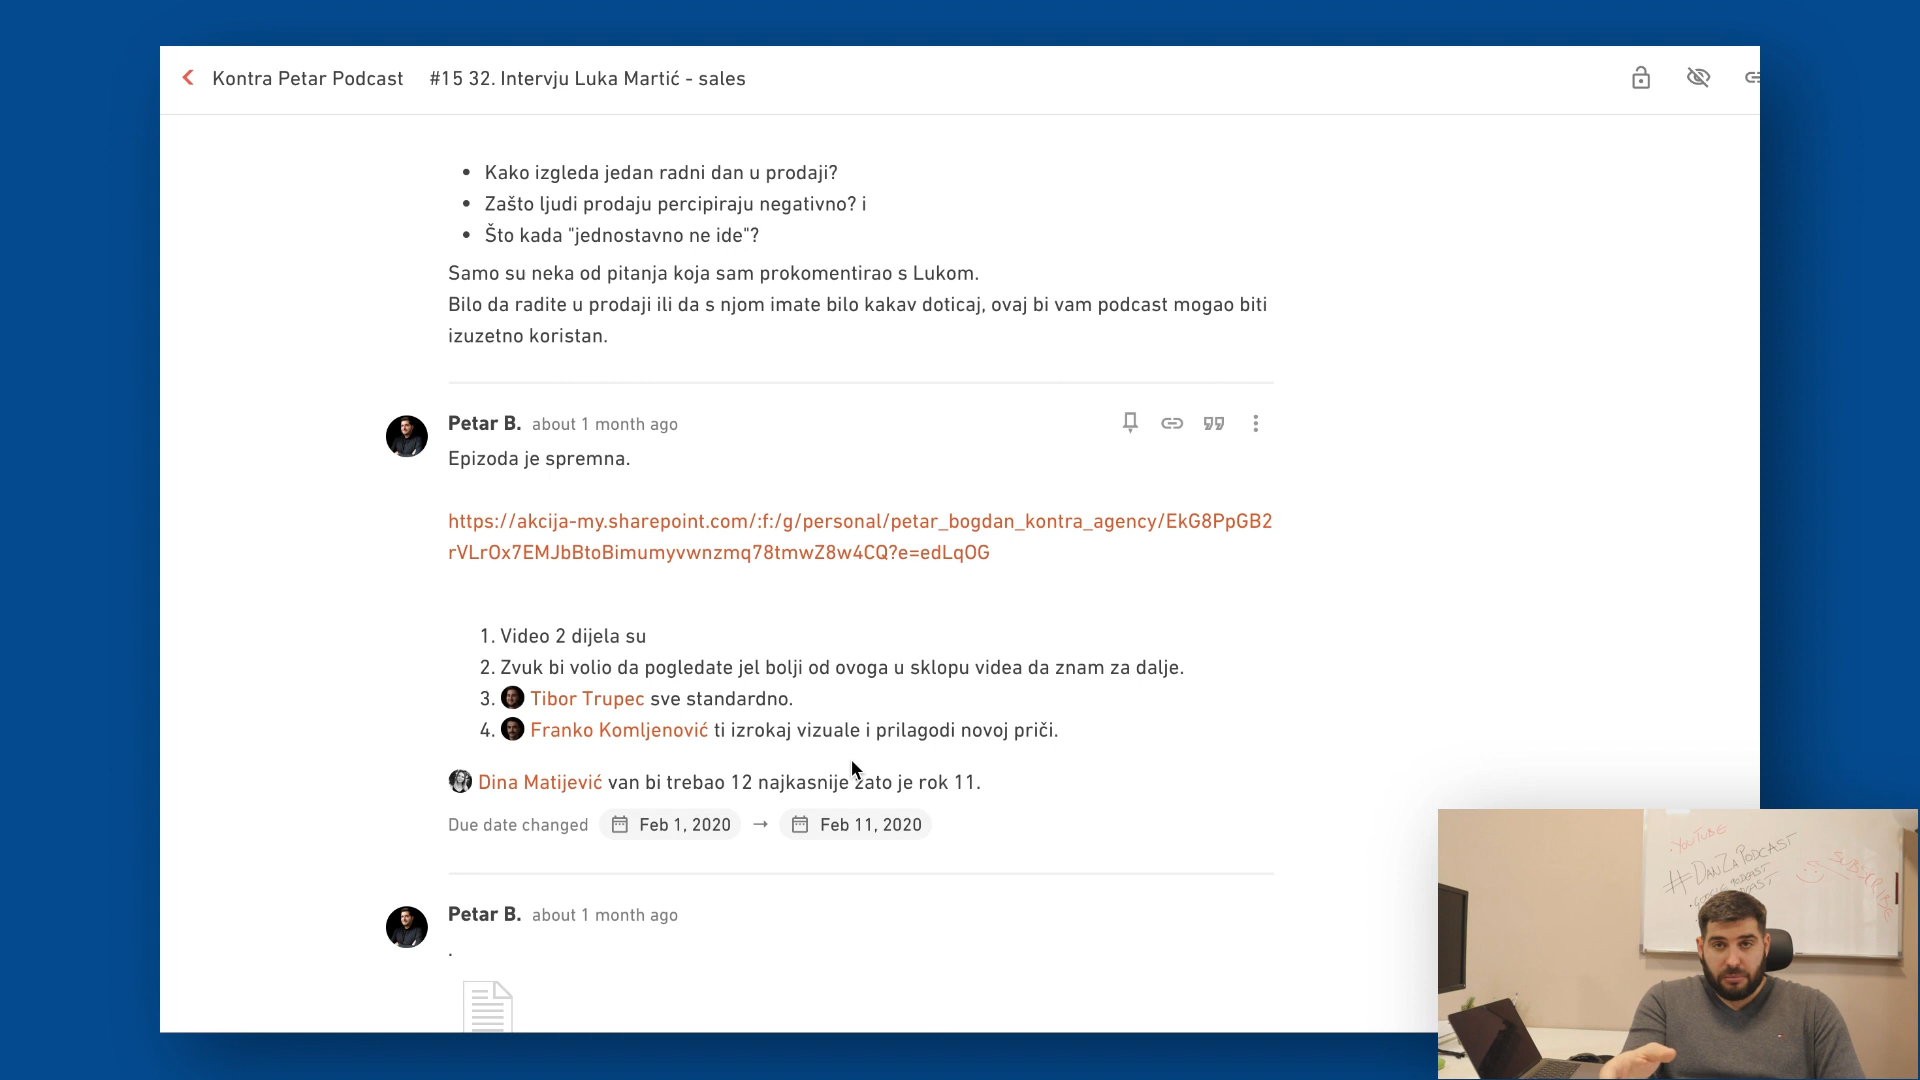 Kontra Petar Podcast #15 32. Intervju Luka Martić - sales
• Kako izgleda jedan radni dan u prodaji?
• Zašto ljudi prodaju percipiraju negativno? i
• Što kada "jednostavno ne ide"?
Samo su neka od pitanja koja sam prokomentirao s Lukom.
Bilo da radite u prodaji ili da s njom imate bilo kakav doticaj, ovaj bi vam podcast mogao biti
izuzetno koristan.
Petar B. about 1 month ago
Epizoda je spremna.
https://akcija-my.sharepoint.com/:f:/g/personal/petar_bogdan_kontra_agency/EkG8PpGB2
rVLrOx7EMJbBtoBimumyvwnzmq78tmwZ8w4CQ?e=edLqOG
1. Video 2 dijela su
2. Zvuk bi volio da pogledate jel bolji od ovoga u sklopu videa da znam za dalje.
3. Tibor Trupec sve standardno.
4. Franko Komljenović ti izrokaj vizuale i prilagodi novoj priči.
Dina Matijević van bi trebao 12 najkasnije zato je rok 11.
Due date changed Feb 1, 2020 → Feb 11, 2020
Petar B. about 1 month ago
.
• YOUTUBE
#DANZAPODCAST
SUBSCRIBE